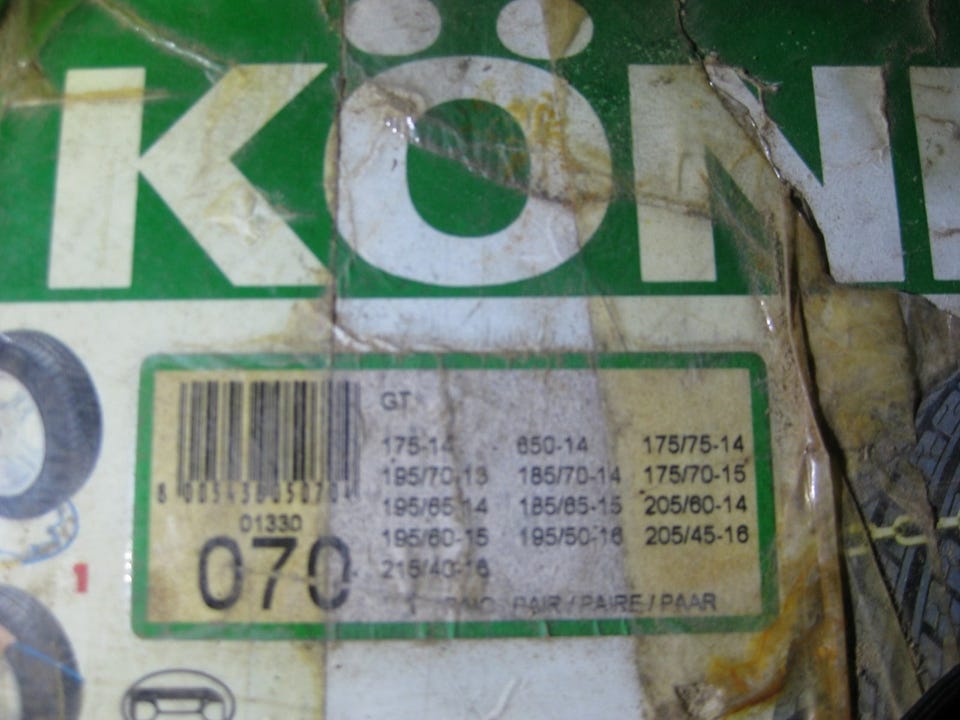 KÖNI
GT
175-14 650-14 175/75-14
195/70-13 185/70-14 175/70-15
195/65-14 185/65-15 205/60-14
195/60-15 195/50-16 205/45-16
215/40-16
01330
070
PAIR / PAIRE / PAAR
1